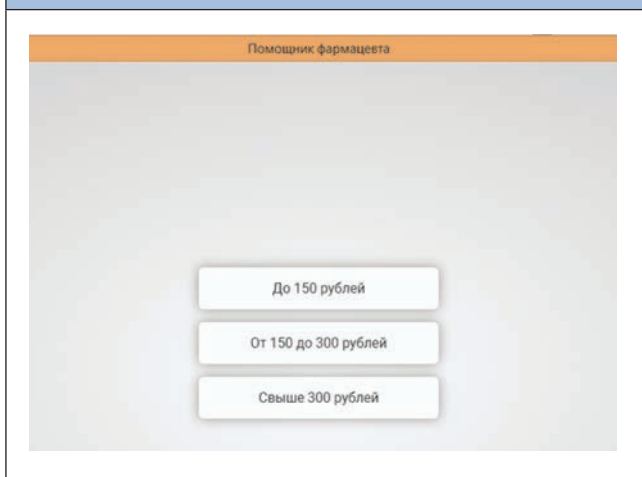 Помощник фармацевта
До 150 рублей
От 150 до 300 рублей
Свыше 300 рублей